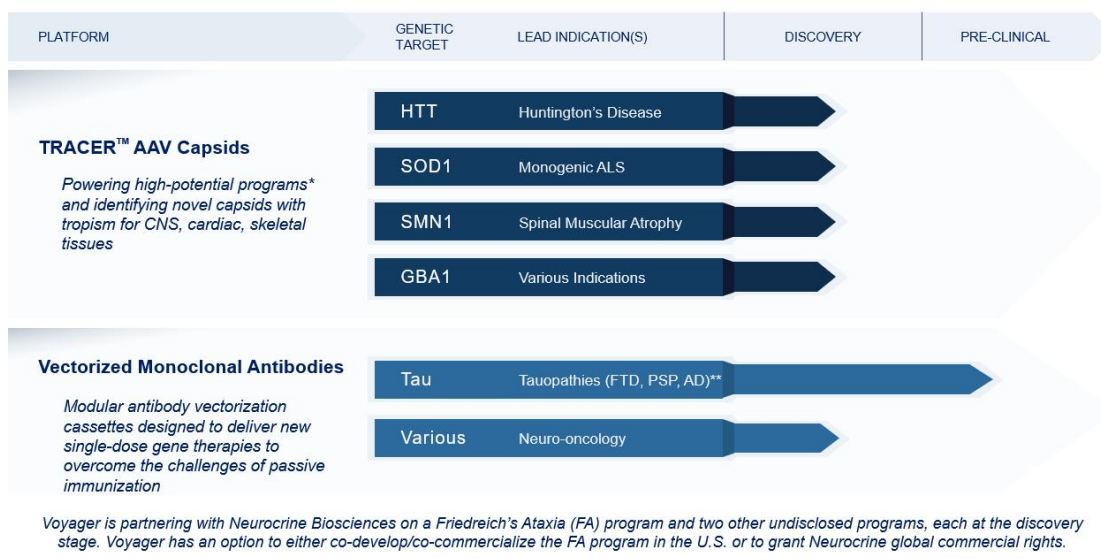 PLATFORM
GENETIC TARGET
LEAD INDICATION(S)
DISCOVERY
PRE-CLINICAL
TRACER™ AAV Capsids
Powering high-potential programs*
and identifying novel capsids with
tropism for CNS, cardiac, skeletal
tissues
HTT Huntington's Disease
SOD1 Monogenic ALS
SMN1 Spinal Muscular Atrophy
GBA1 Various Indications
Vectorized Monoclonal Antibodies
Modular antibody vectorization
cassettes designed to deliver new
single-dose gene therapies to
overcome the challenges of passive
immunization
Tau Tauopathies (FTD, PSP, AD)**
Various Neuro-oncology
Voyager is partnering with Neurocrine Biosciences on a Friedreich's Ataxia (FA) program and two other undisclosed programs, each at the discovery
stage. Voyager has an option to either co-develop/co-commercialize the FA program in the U.S. or to grant Neurocrine global commercial rights.